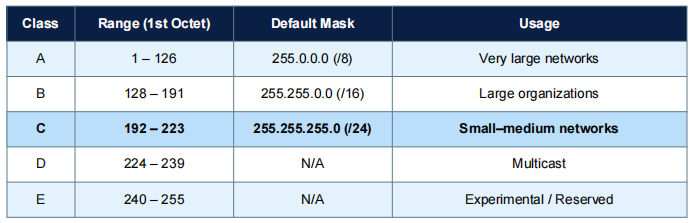 Class Range (1st Octet) Default Mask Usage
A 1 – 126 255.0.0.0 (/8) Very large networks
B 128 – 191 255.255.0.0 (/16) Large organizations
C 192 – 223 255.255.255.0 (/24) Small–medium networks
D 224 – 239 N/A Multicast
E 240 – 255 N/A Experimental / Reserved